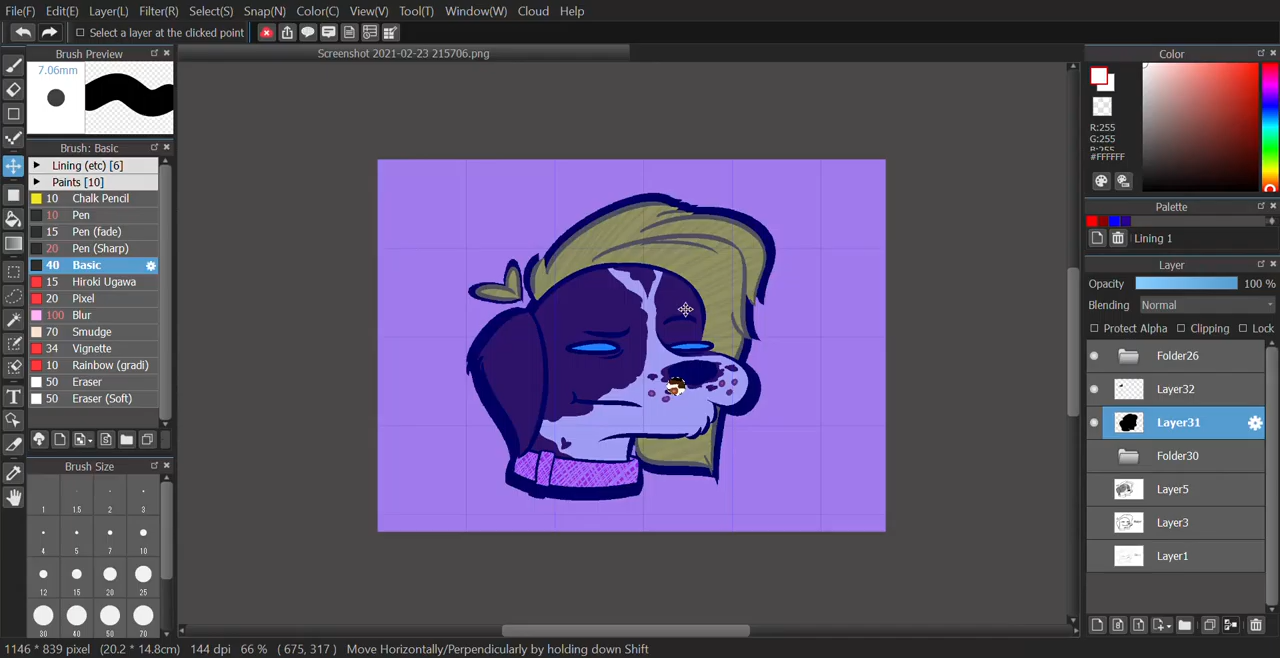 File(F) Edit(E) Layer(L) Filter(R) Select(S) Snap(N) Color(C) View(V) Tool(T) Window(W) Cloud Help
Select a layer at the clicked point
Brush Preview
7.06mm
Brush: Basic
Lining (etc) [6]
Paints [10]
10 Chalk Pencil
10 Pen
15 Pen (fade)
20 Pen (Sharp)
40 Basic
15 Hiroki Ugawa
20 Pixel
100 Blur
70 Smudge
34 Vignette
10 Rainbow (gradi)
50 Eraser
50 Eraser (Soft)
Brush Size
1 1.5 2 3
4 5 7 10
12 15 20 25
30 40 50 70
Screenshot 2021-02-23 215706.png
Color
R:255
G:255
B:255
#FFFFFF
Palette
Lining 1
Layer
Opacity 100 %
Blending Normal
Protect Alpha Clipping Lock
Folder26
Layer32
Layer31
Folder30
Layer5
Layer3
Layer1
1146 * 839 pixel (20.2 * 14.8cm) 144 dpi 66 % ( 675, 317 ) Move Horizontally/Perpendicularly by holding down Shift